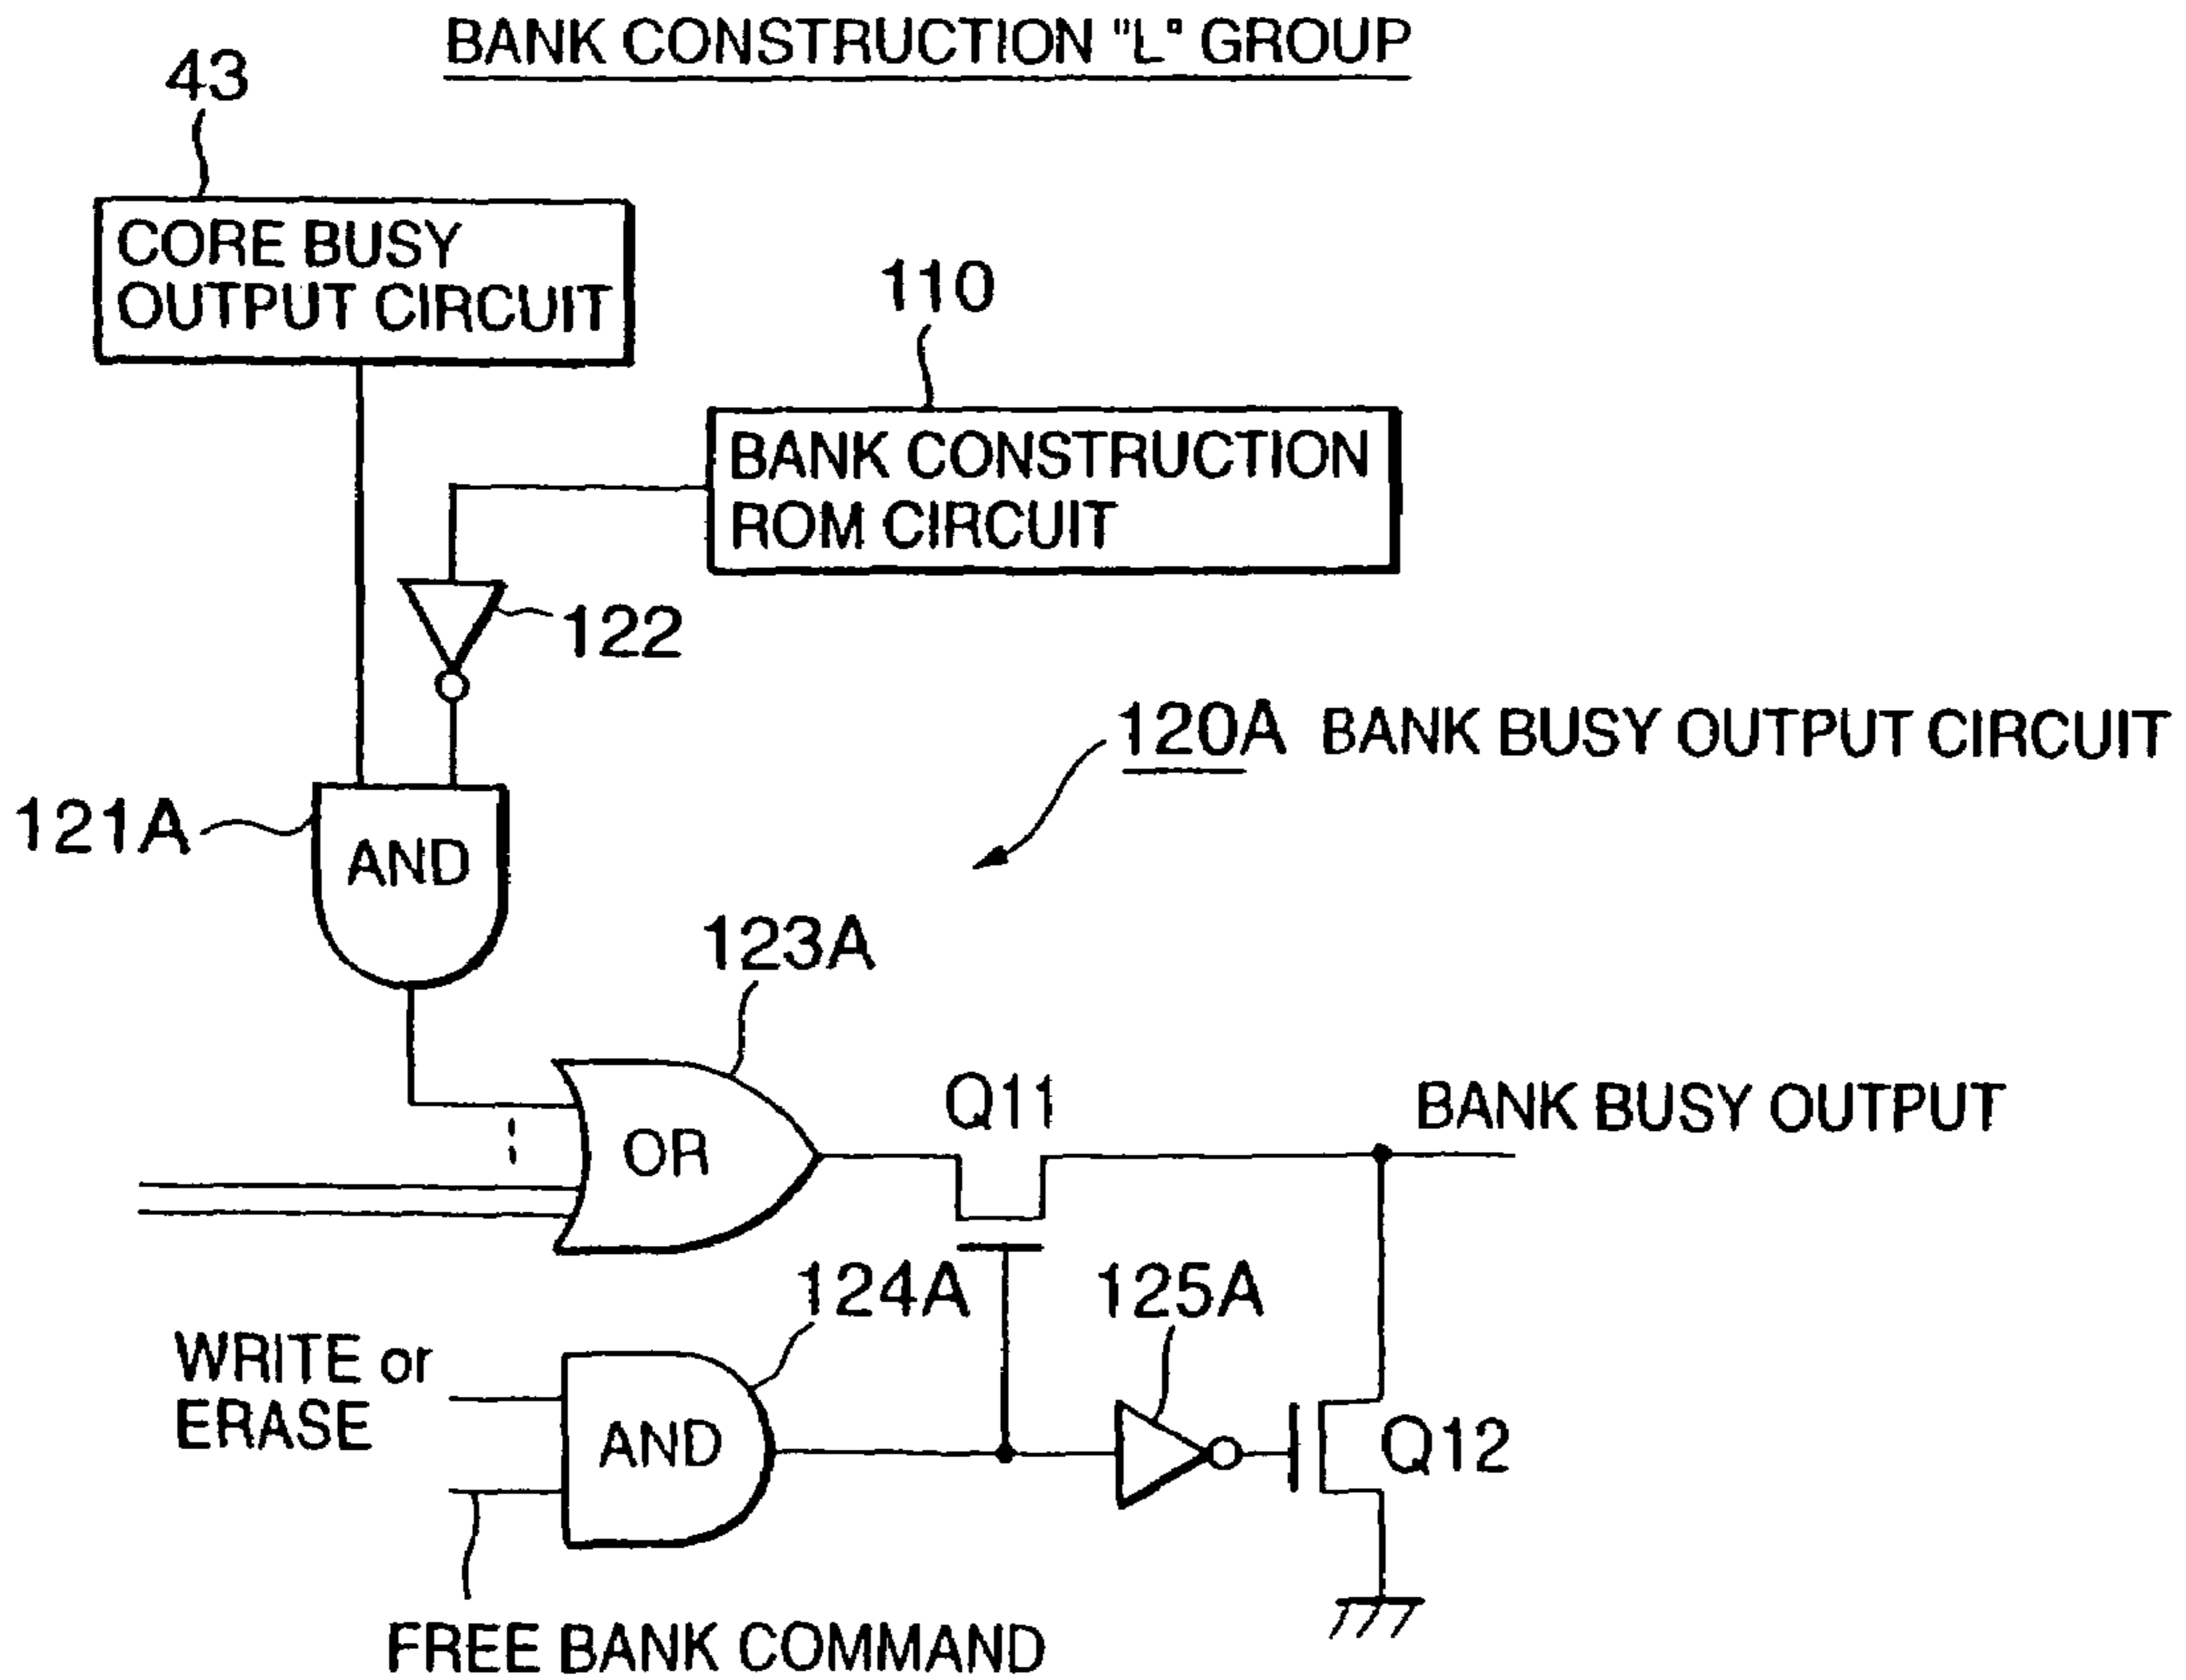 BANK CONSTRUCTION "L" GROUP
43
CORE BUSY
OUTPUT CIRCUIT
110
BANK CONSTRUCTION
ROM CIRCUIT
122
120A BANK BUSY OUTPUT CIRCUIT
121A
AND
123A
OR
Q11
BANK BUSY OUTPUT
124A
125A
WRITE or
ERASE
AND
Q12
FREE BANK COMMAND